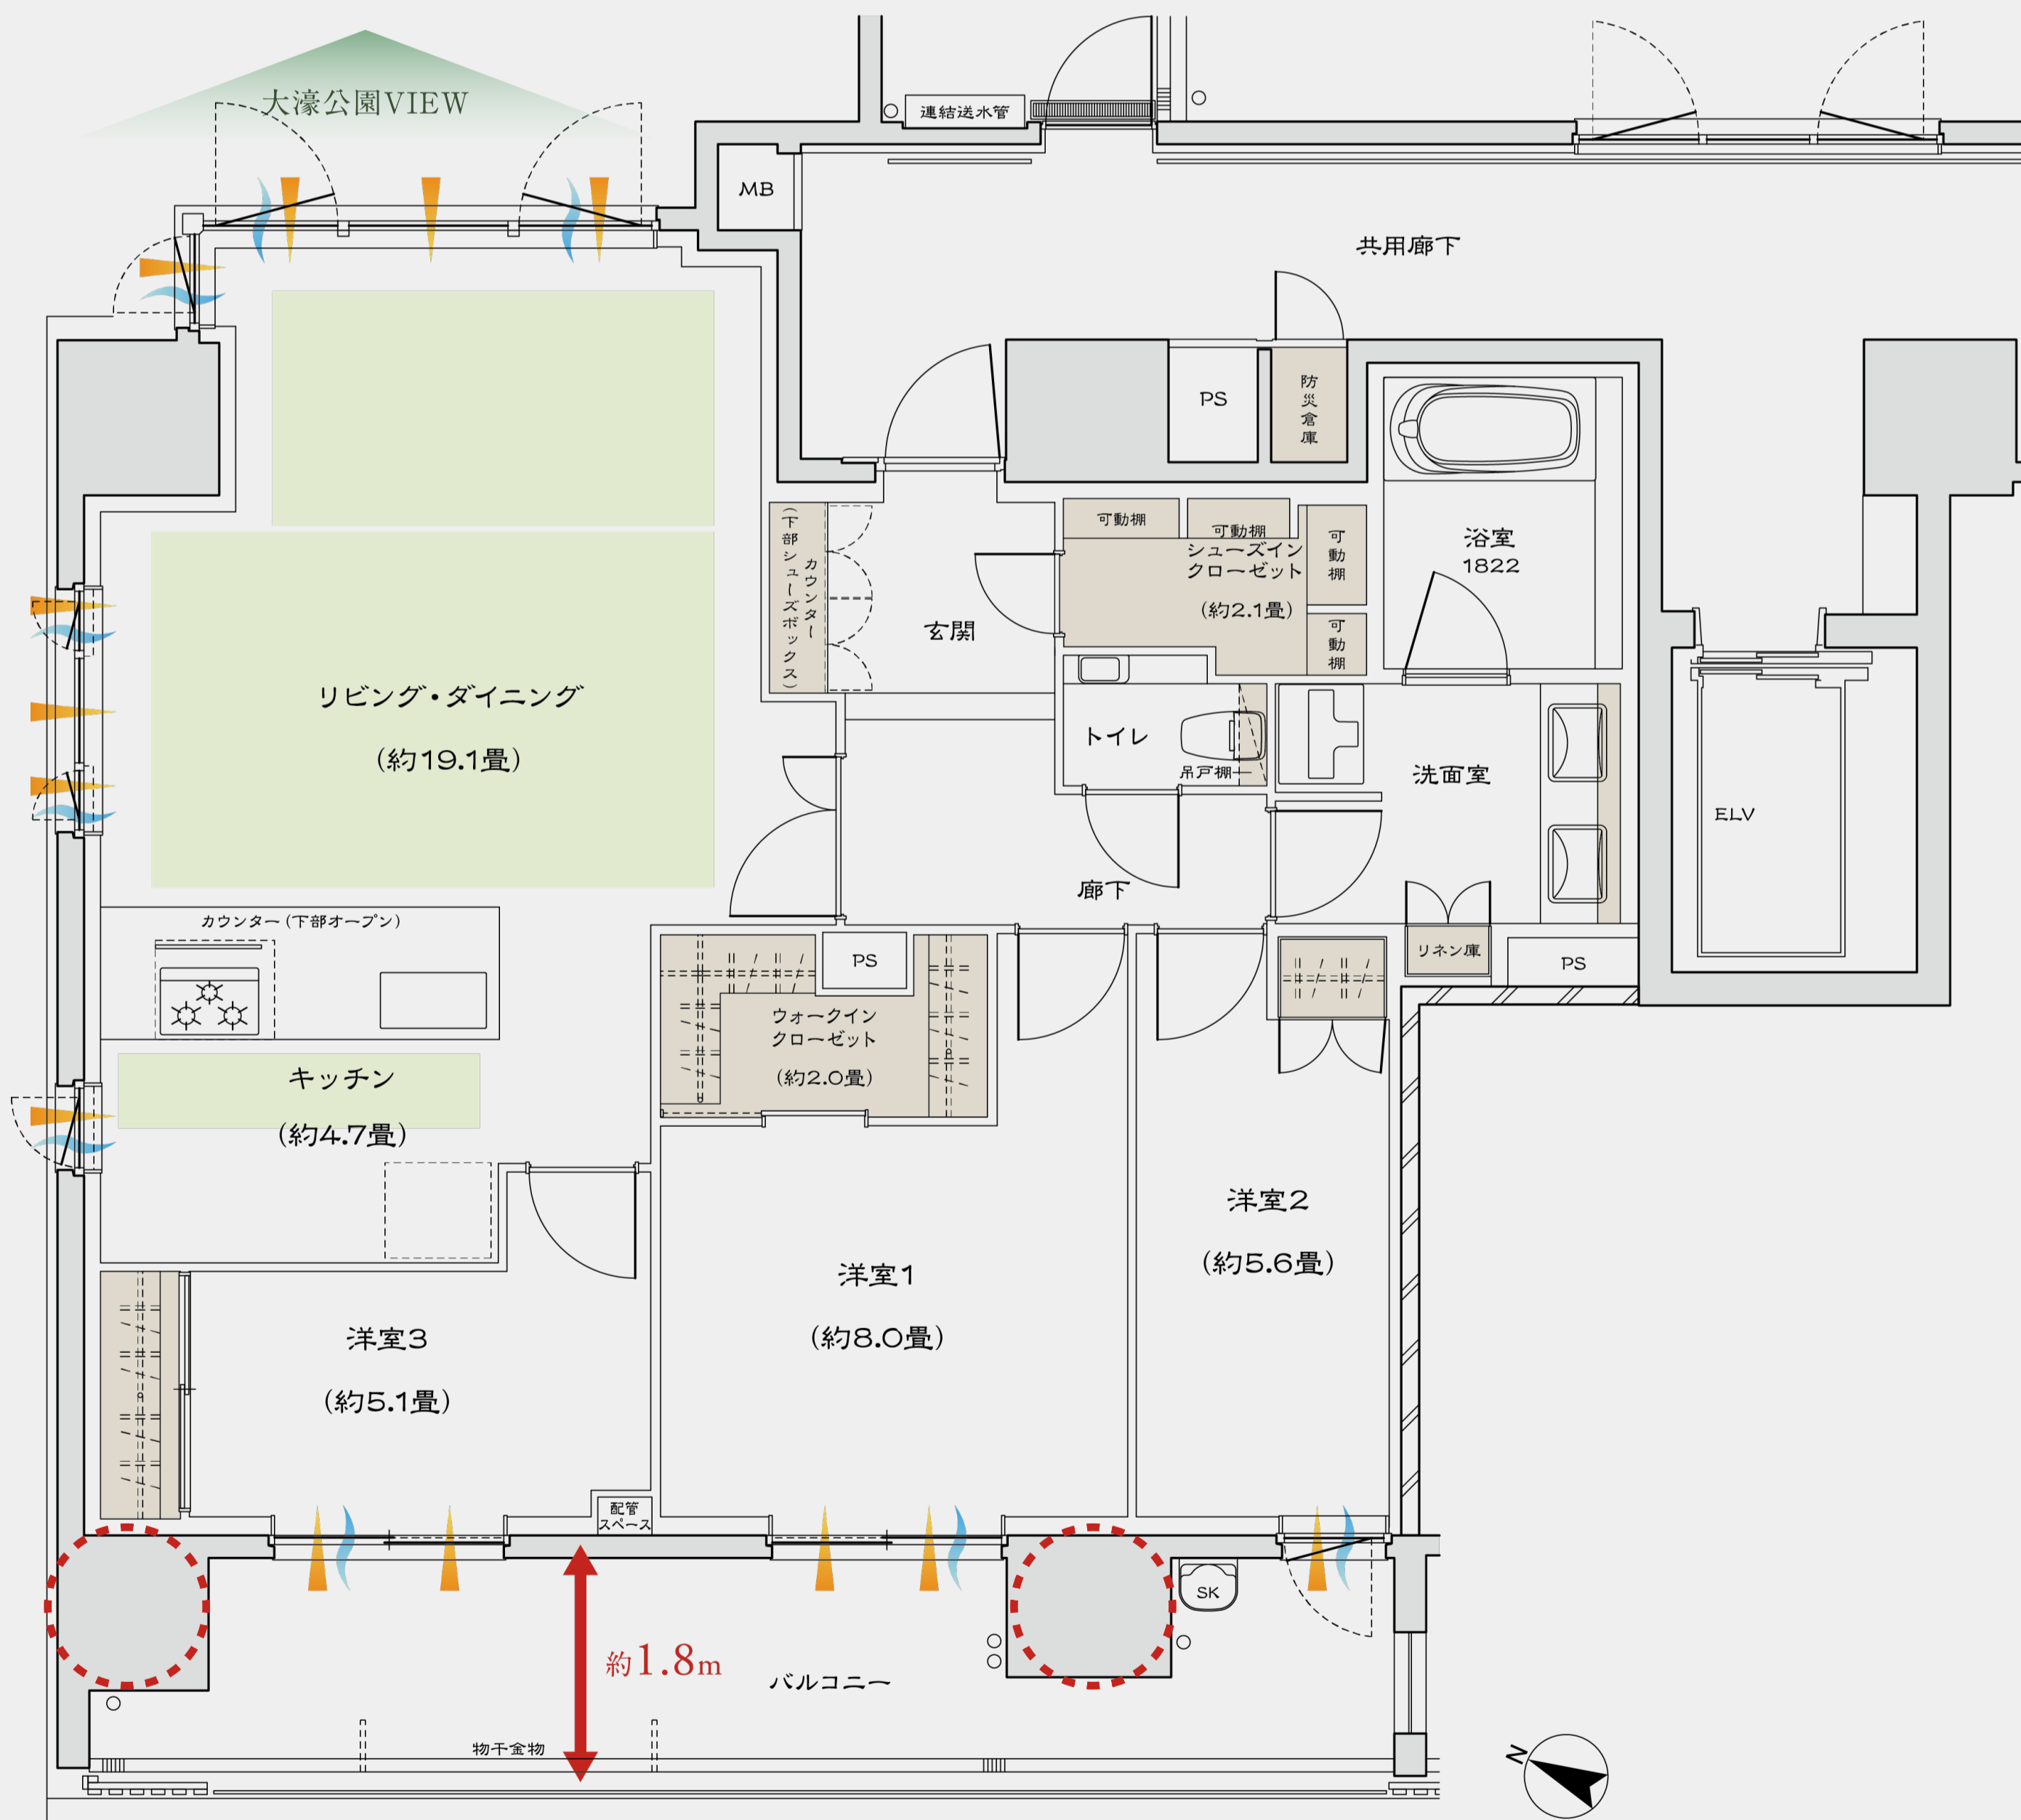 大濠公園VIEW
連結送水管
MB
共用廊下
PS
防災倉庫
浴室
1822
可動棚
可動棚
可動棚
可動棚
シューズイン
クローゼット
(約2.1畳)
カウンター
(下部シューズボックス)
玄関
リビング・ダイニング
(約19.1畳)
トイレ
吊戸棚
洗面室
ELV
廊下
カウンター(下部オープン)
リネン庫
PS
PS
ウォークイン
クローゼット
(約2.0畳)
キッチン
(約4.7畳)
洋室2
(約5.6畳)
洋室1
(約8.0畳)
洋室3
(約5.1畳)
配管
スペース
SK
約1.8m
バルコニー
物干金物
N